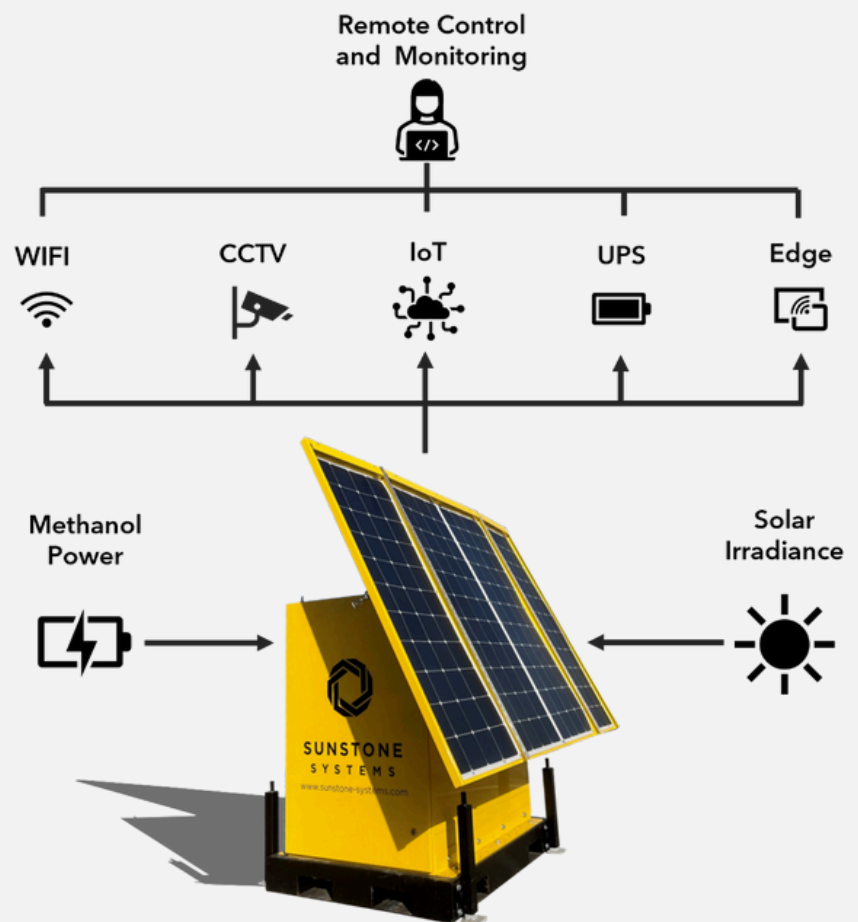 Remote Control
and Monitoring
</>
WIFI
CCTV
IoT
UPS
Edge
Methanol
Power
Solar
Irradiance
SUNSTONE
SYSTEMS
www.sunstone-systems.com